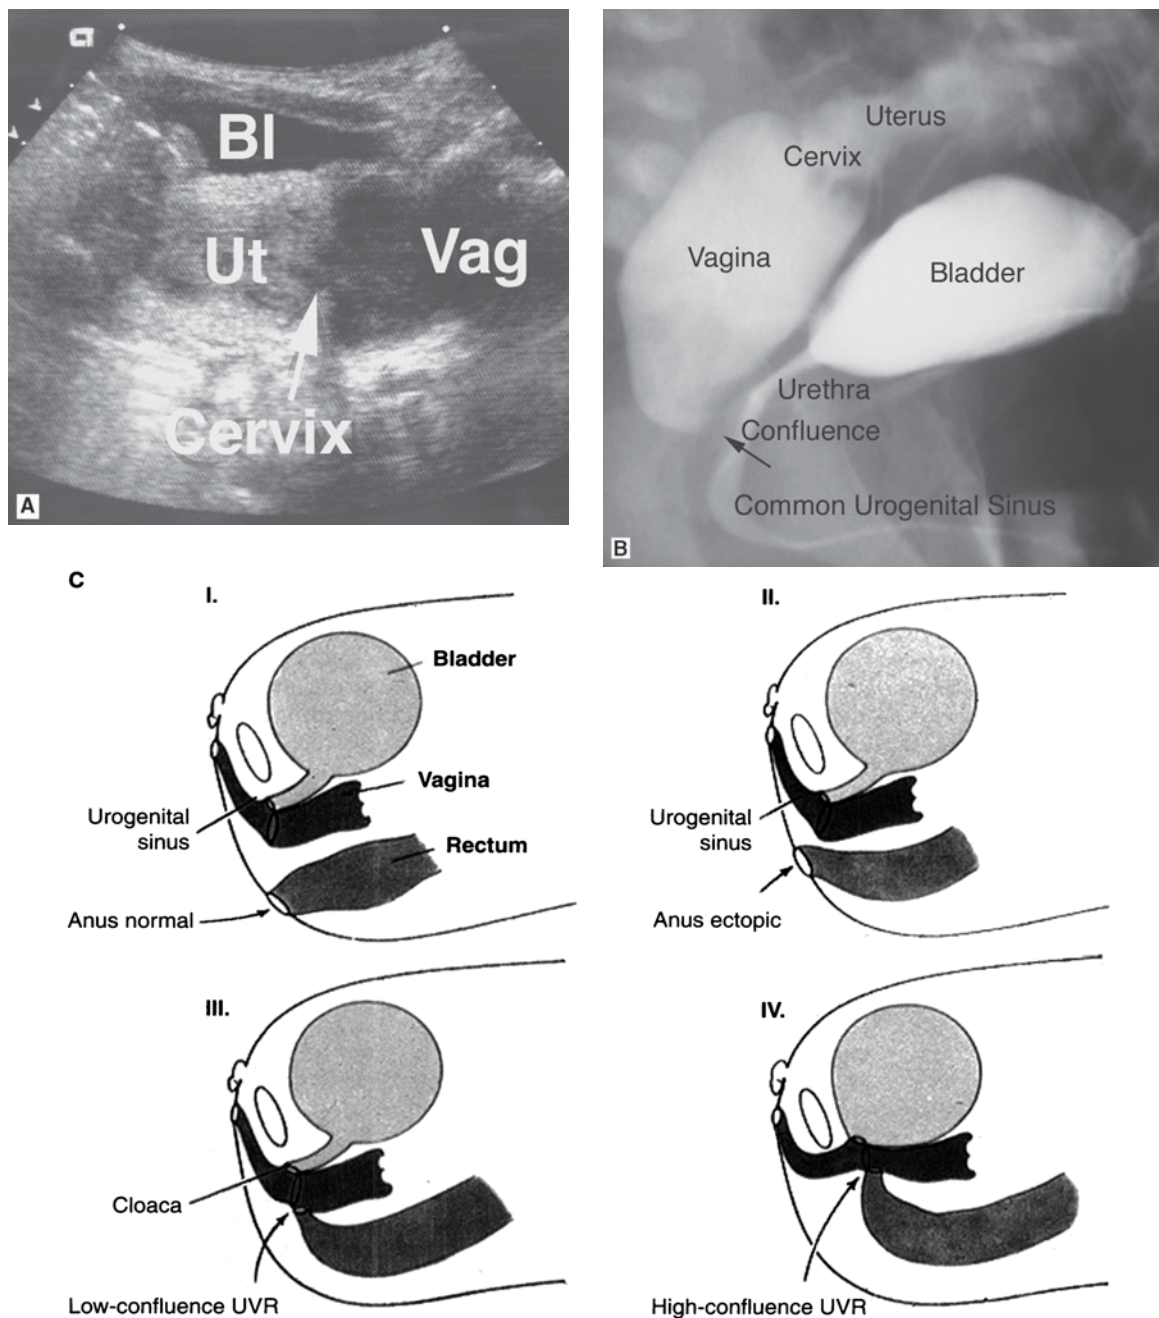 Bl
Ut
Vag
Cervix
A
Uterus
Cervix
Vagina
Bladder
Urethra
Confluence
Common Urogenital Sinus
B
C
I.
Bladder
Vagina
Urogenital
sinus
Rectum
Anus normal
II.
Urogenital
sinus
Anus ectopic
III.
Cloaca
Low-confluence UVR
IV.
High-confluence UVR